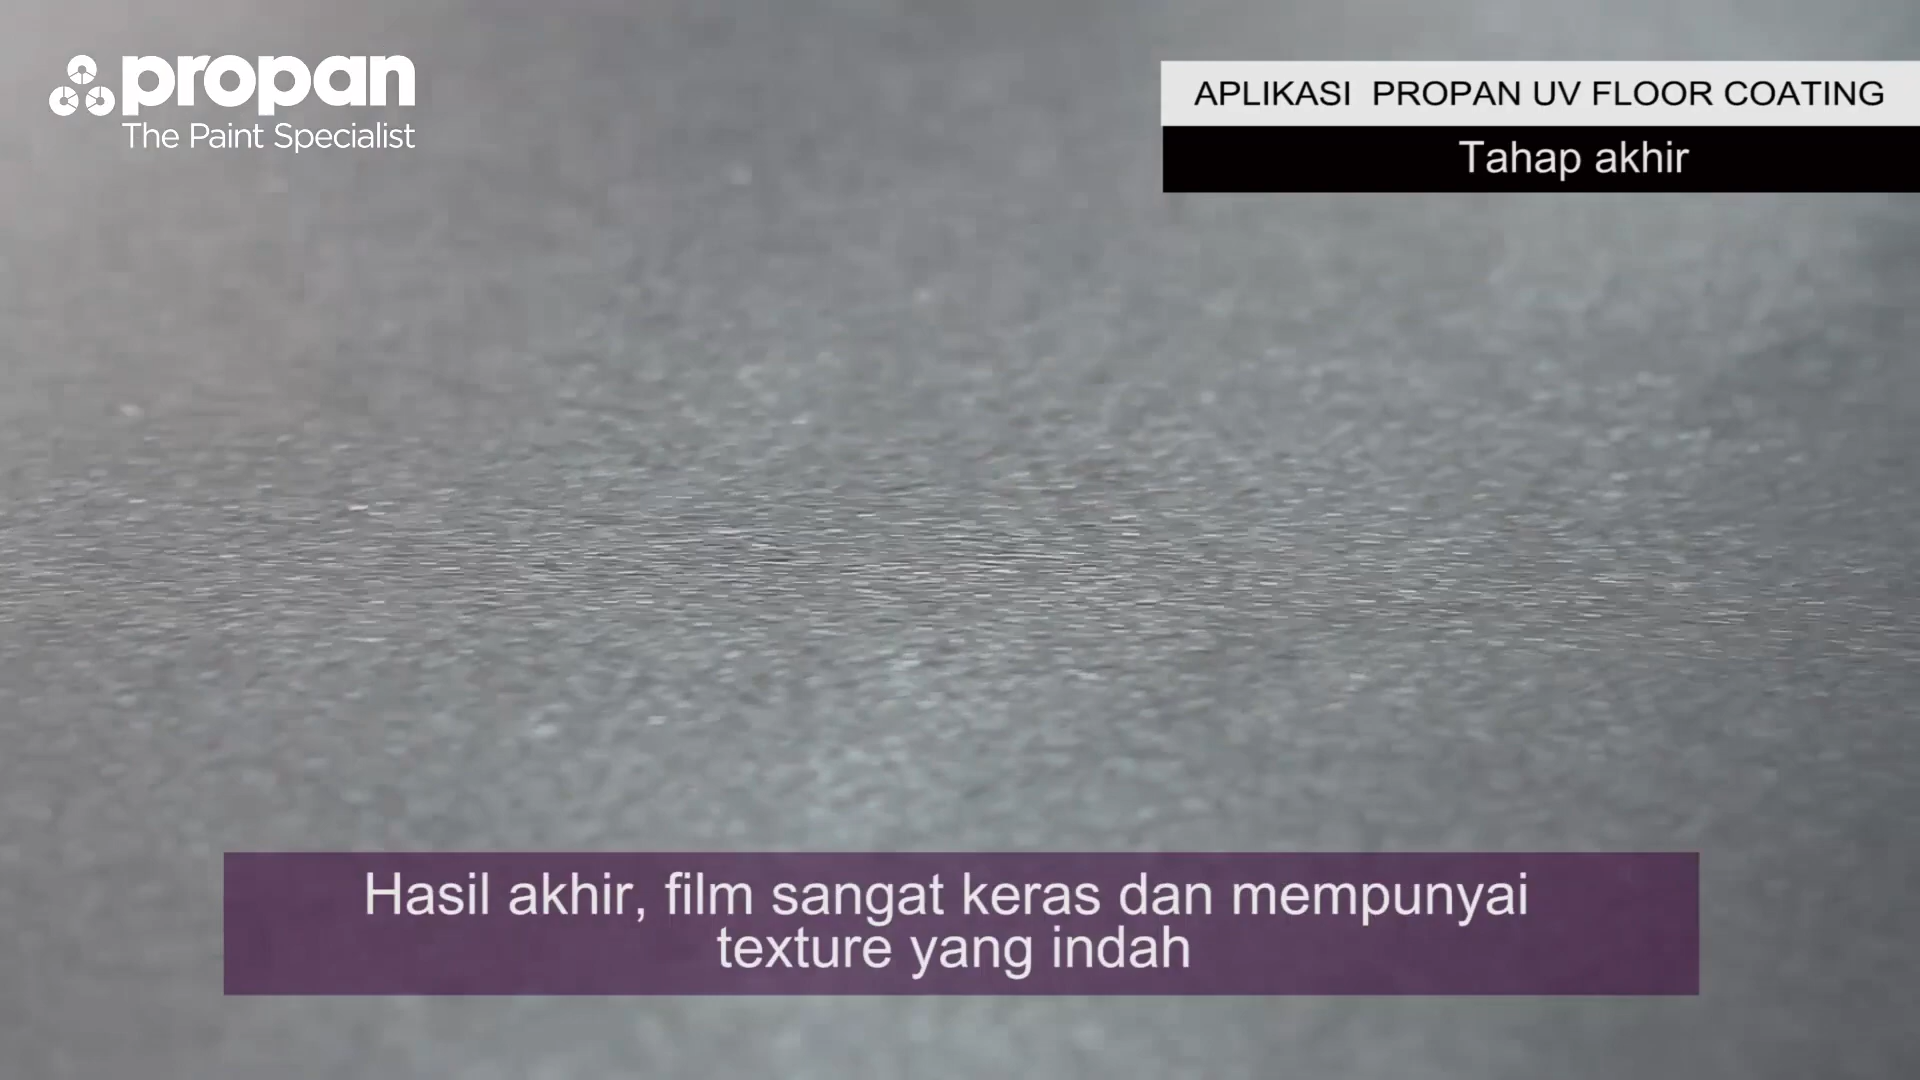 propan
The Paint Specialist
APLIKASI PROPAN UV FLOOR COATING
Tahap akhir
Hasil akhir, film sangat keras dan mempunyai
texture yang indah